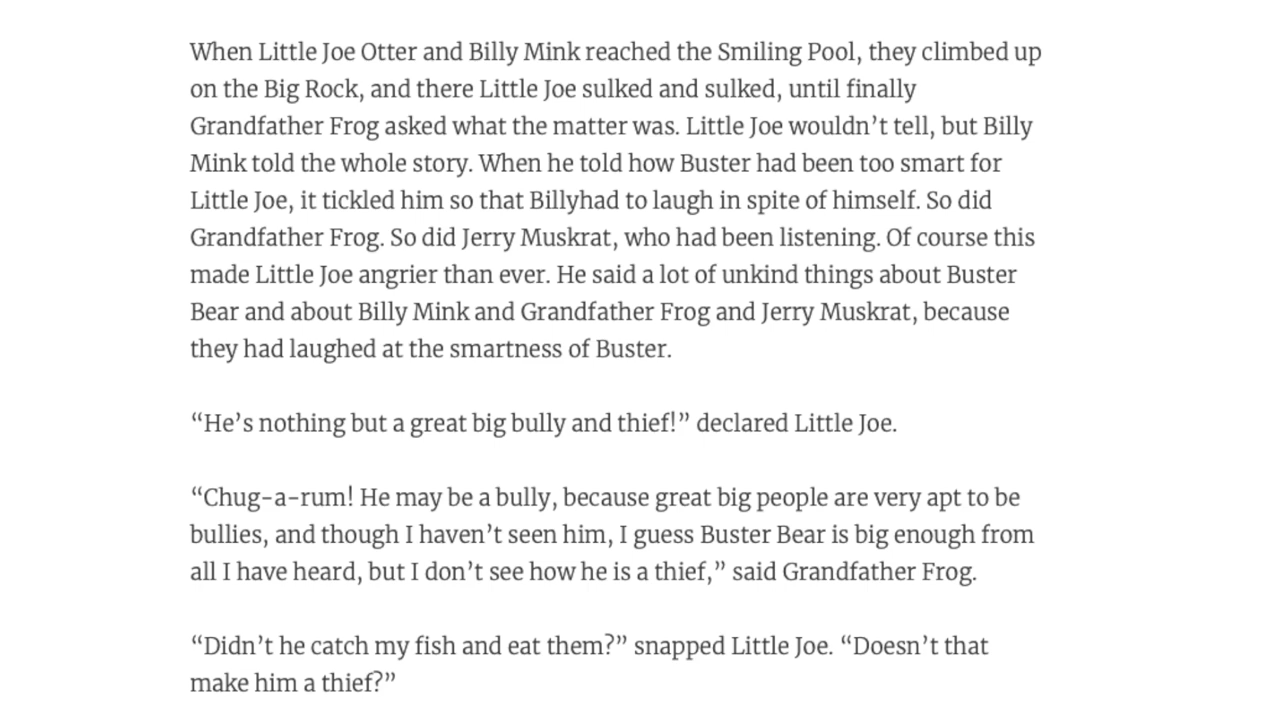 When Little Joe Otter and Billy Mink reached the Smiling Pool, they climbed up
on the Big Rock, and there Little Joe sulked and sulked, until finally
Grandfather Frog asked what the matter was. Little Joe wouldn’t tell, but Billy
Mink told the whole story. When he told how Buster had been too smart for
Little Joe, it tickled him so that Billyhad to laugh in spite of himself. So did
Grandfather Frog. So did Jerry Muskrat, who had been listening. Of course this
made Little Joe angrier than ever. He said a lot of unkind things about Buster
Bear and about Billy Mink and Grandfather Frog and Jerry Muskrat, because
they had laughed at the smartness of Buster.
“He’s nothing but a great big bully and thief!” declared Little Joe.
“Chug-a-rum! He may be a bully, because great big people are very apt to be
bullies, and though I haven’t seen him, I guess Buster Bear is big enough from
all I have heard, but I don’t see how he is a thief,” said Grandfather Frog.
“Didn’t he catch my fish and eat them?” snapped Little Joe. “Doesn’t that
make him a thief?”